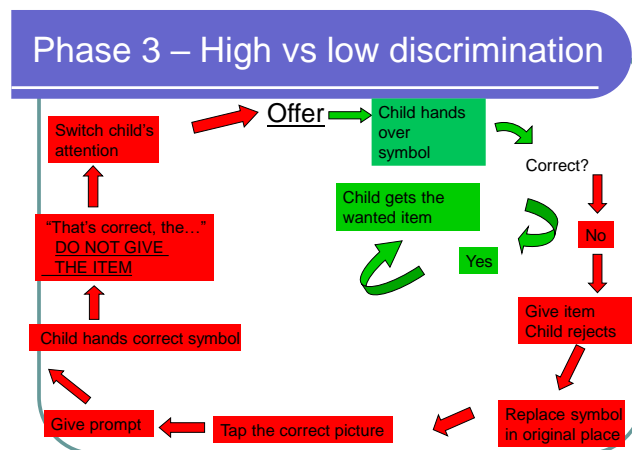 Phase 3 – High vs low discrimination
Offer
Child hands
over
symbol
Correct?
Yes
Child gets the
wanted item
No
Give item
Child rejects
Replace symbol
in original place
Tap the correct picture
Give prompt
Child hands correct symbol
“That’s correct, the…”
DO NOT GIVE
THE ITEM
Switch child’s
attention